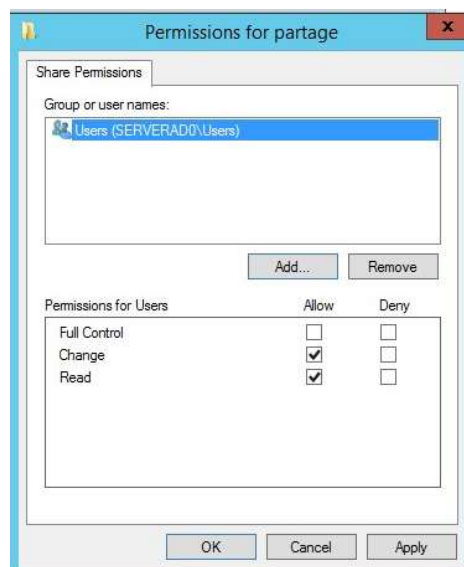 Permissions for partage
x
Share Permissions
Group or user names:
Users (SERVERAD0\Users)
Add... Remove
Permissions for Users Allow Deny
Full Control
Change
Read
OK Cancel Apply